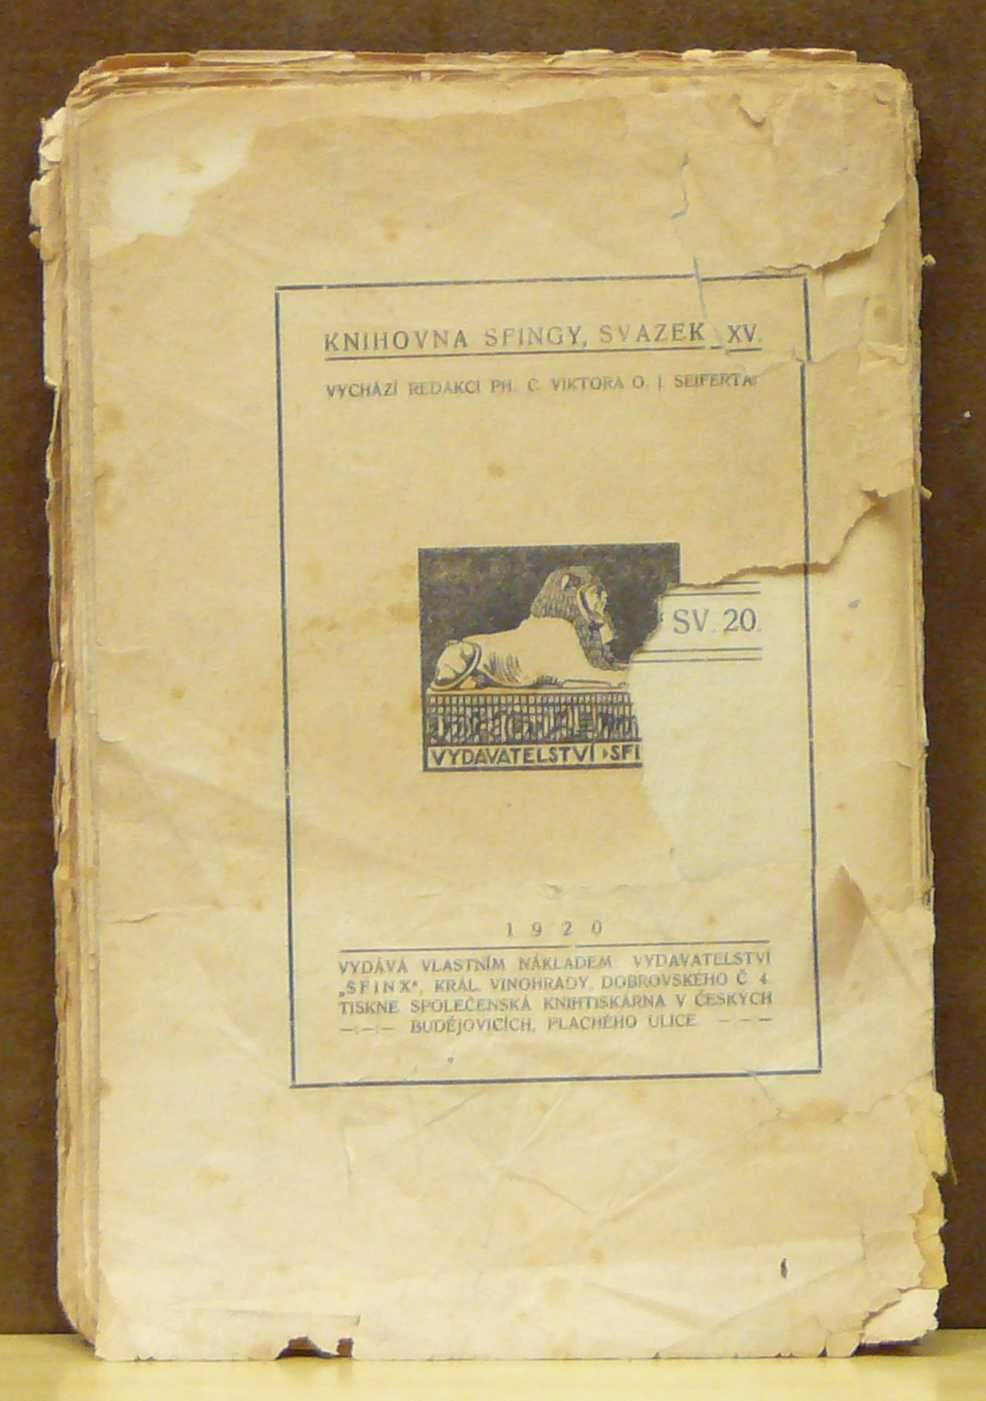 KNIHOVNA SFINGY, SVAZEK XV.
VYCHÁZÍ REDAKCÍ PH. C. VIKTORA O. J SEIFERTA.
SV. 20.
VYDAVATELSTVÍ SFI
1920
VYDÁVÁ VLASTNÍM NÁKLADEM VYDAVATELSTVÍ
„SFINX“, KRÁL. VINOHRADY, DOBROVSKÉHO Č 4.
TISKNE SPOLEČENSKÁ KNIHTISKÁRNA V ČESKÝCH
—:—:— BUDĚJOVICÍCH, PLACHÉHO ULICE —:—:—